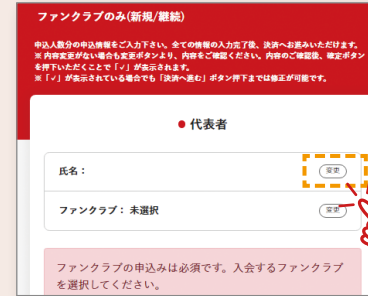 ファンクラブのみ(新規/継続)
申込人数分の申込情報をご入力下さい。全ての情報の入力完了後、決済へお進みいただけます。
※ 内容変更がない場合も変更ボタンより、内容をご確認ください。内容のご確認後、確定ボタン
を押下いただくことで「✓」が表示されます。
※「✓」が表示されている場合でも「決済へ進む」ボタン押下までは修正が可能です。
● 代表者
氏名：
変更
ファンクラブ： 未選択
変更
ファンクラブの申込みは必須です。入会するファンクラブ
を選択してください。